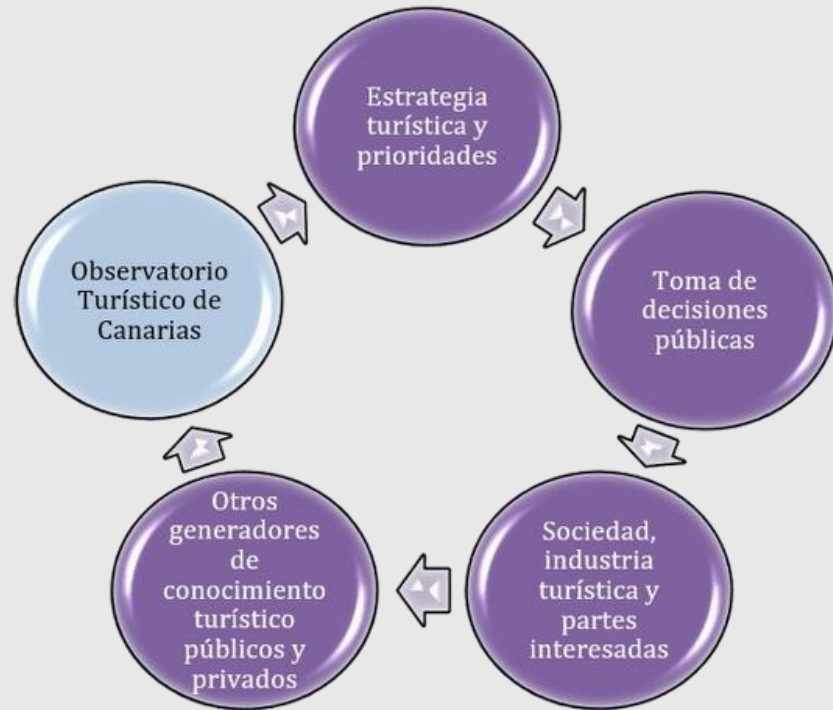 Estrategia
turística y
prioridades
Toma de
decisiones
públicas
Sociedad,
industria
turística y
partes
interesadas
Otros
generadores
de
conocimiento
turístico
públicos y
privados
Observatorio
Turístico de
Canarias